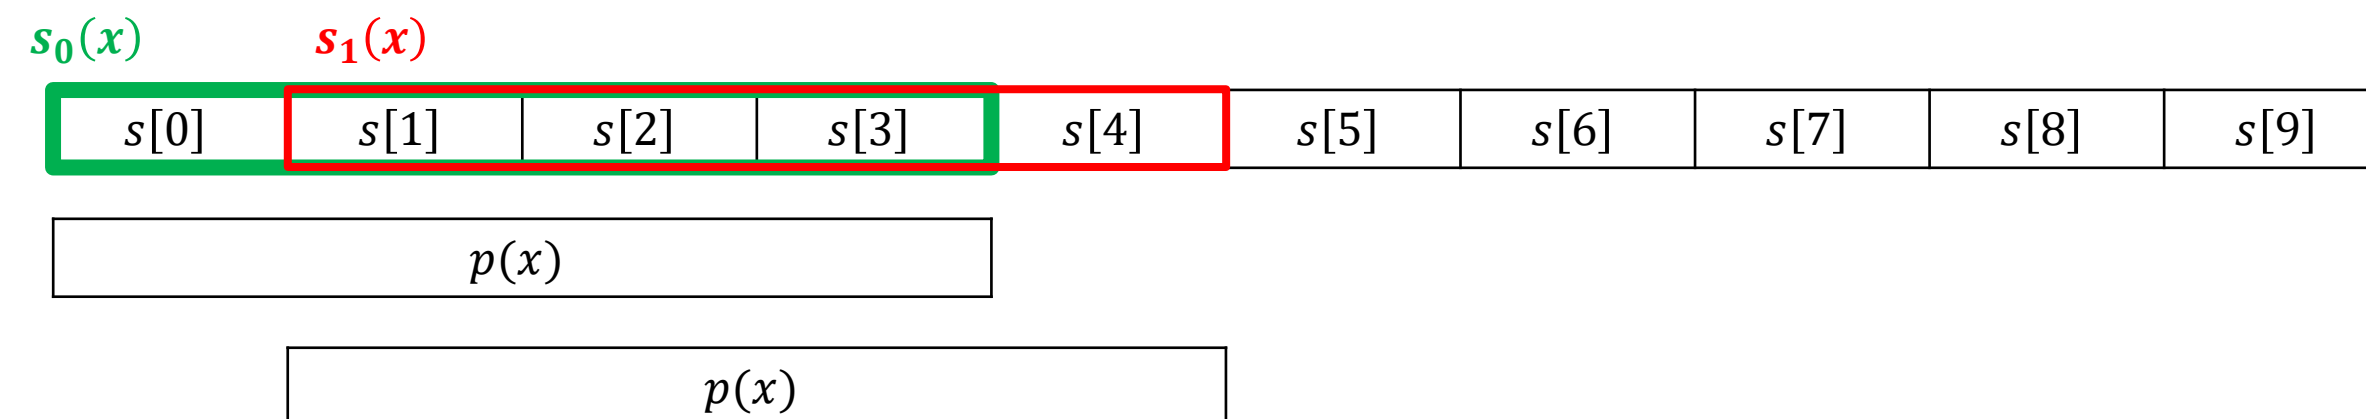 s₀(x) s₁(x)
s[0] s[1] s[2] s[3] s[4] s[5] s[6] s[7] s[8] s[9]
p(x)
p(x)